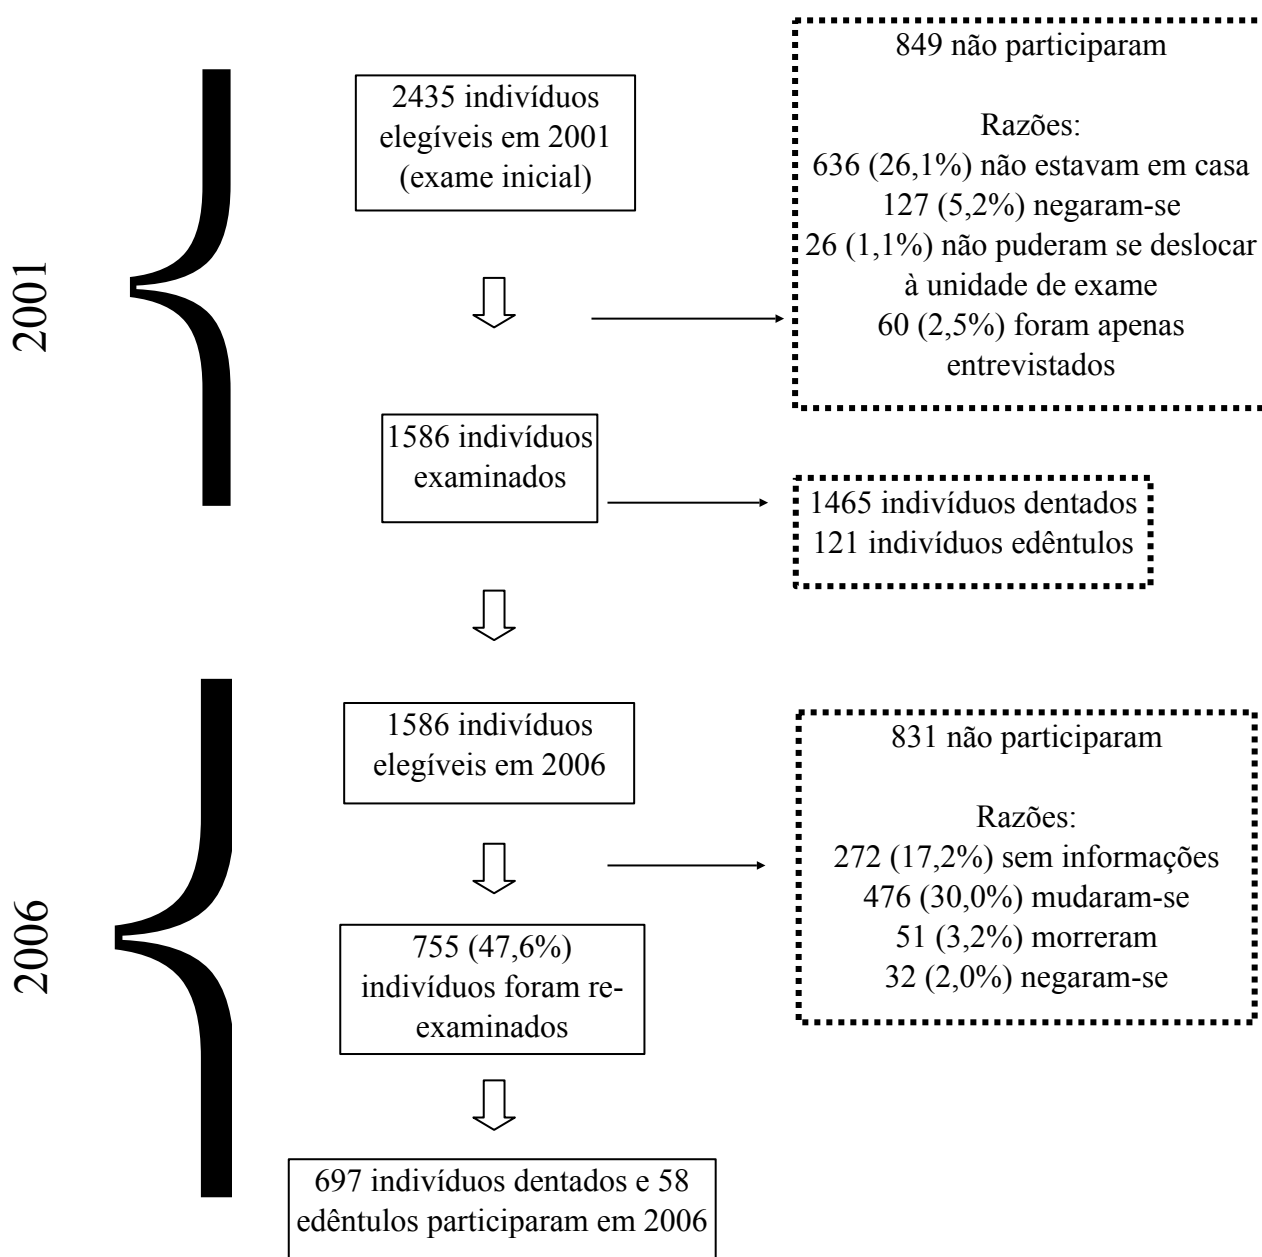 2001
2435 indivíduos
elegíveis em 2001
(exame inicial)
849 não participaram
Razões:
636 (26,1%) não estavam em casa
127 (5,2%) negaram-se
26 (1,1%) não puderam se deslocar
à unidade de exame
60 (2,5%) foram apenas
entrevistados
1586 indivíduos
examinados
1465 indivíduos dentados
121 indivíduos edêntulos
2006
1586 indivíduos
elegíveis em 2006
831 não participaram
Razões:
272 (17,2%) sem informações
476 (30,0%) mudaram-se
51 (3,2%) morreram
32 (2,0%) negaram-se
755 (47,6%)
indivíduos foram re-
examinados
697 indivíduos dentados e 58
edêntulos participaram em 2006